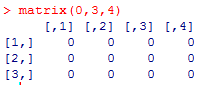 > matrix(0,3,4)
[,1] [,2] [,3] [,4]
[1,] 0 0 0 0
[2,] 0 0 0 0
[3,] 0 0 0 0